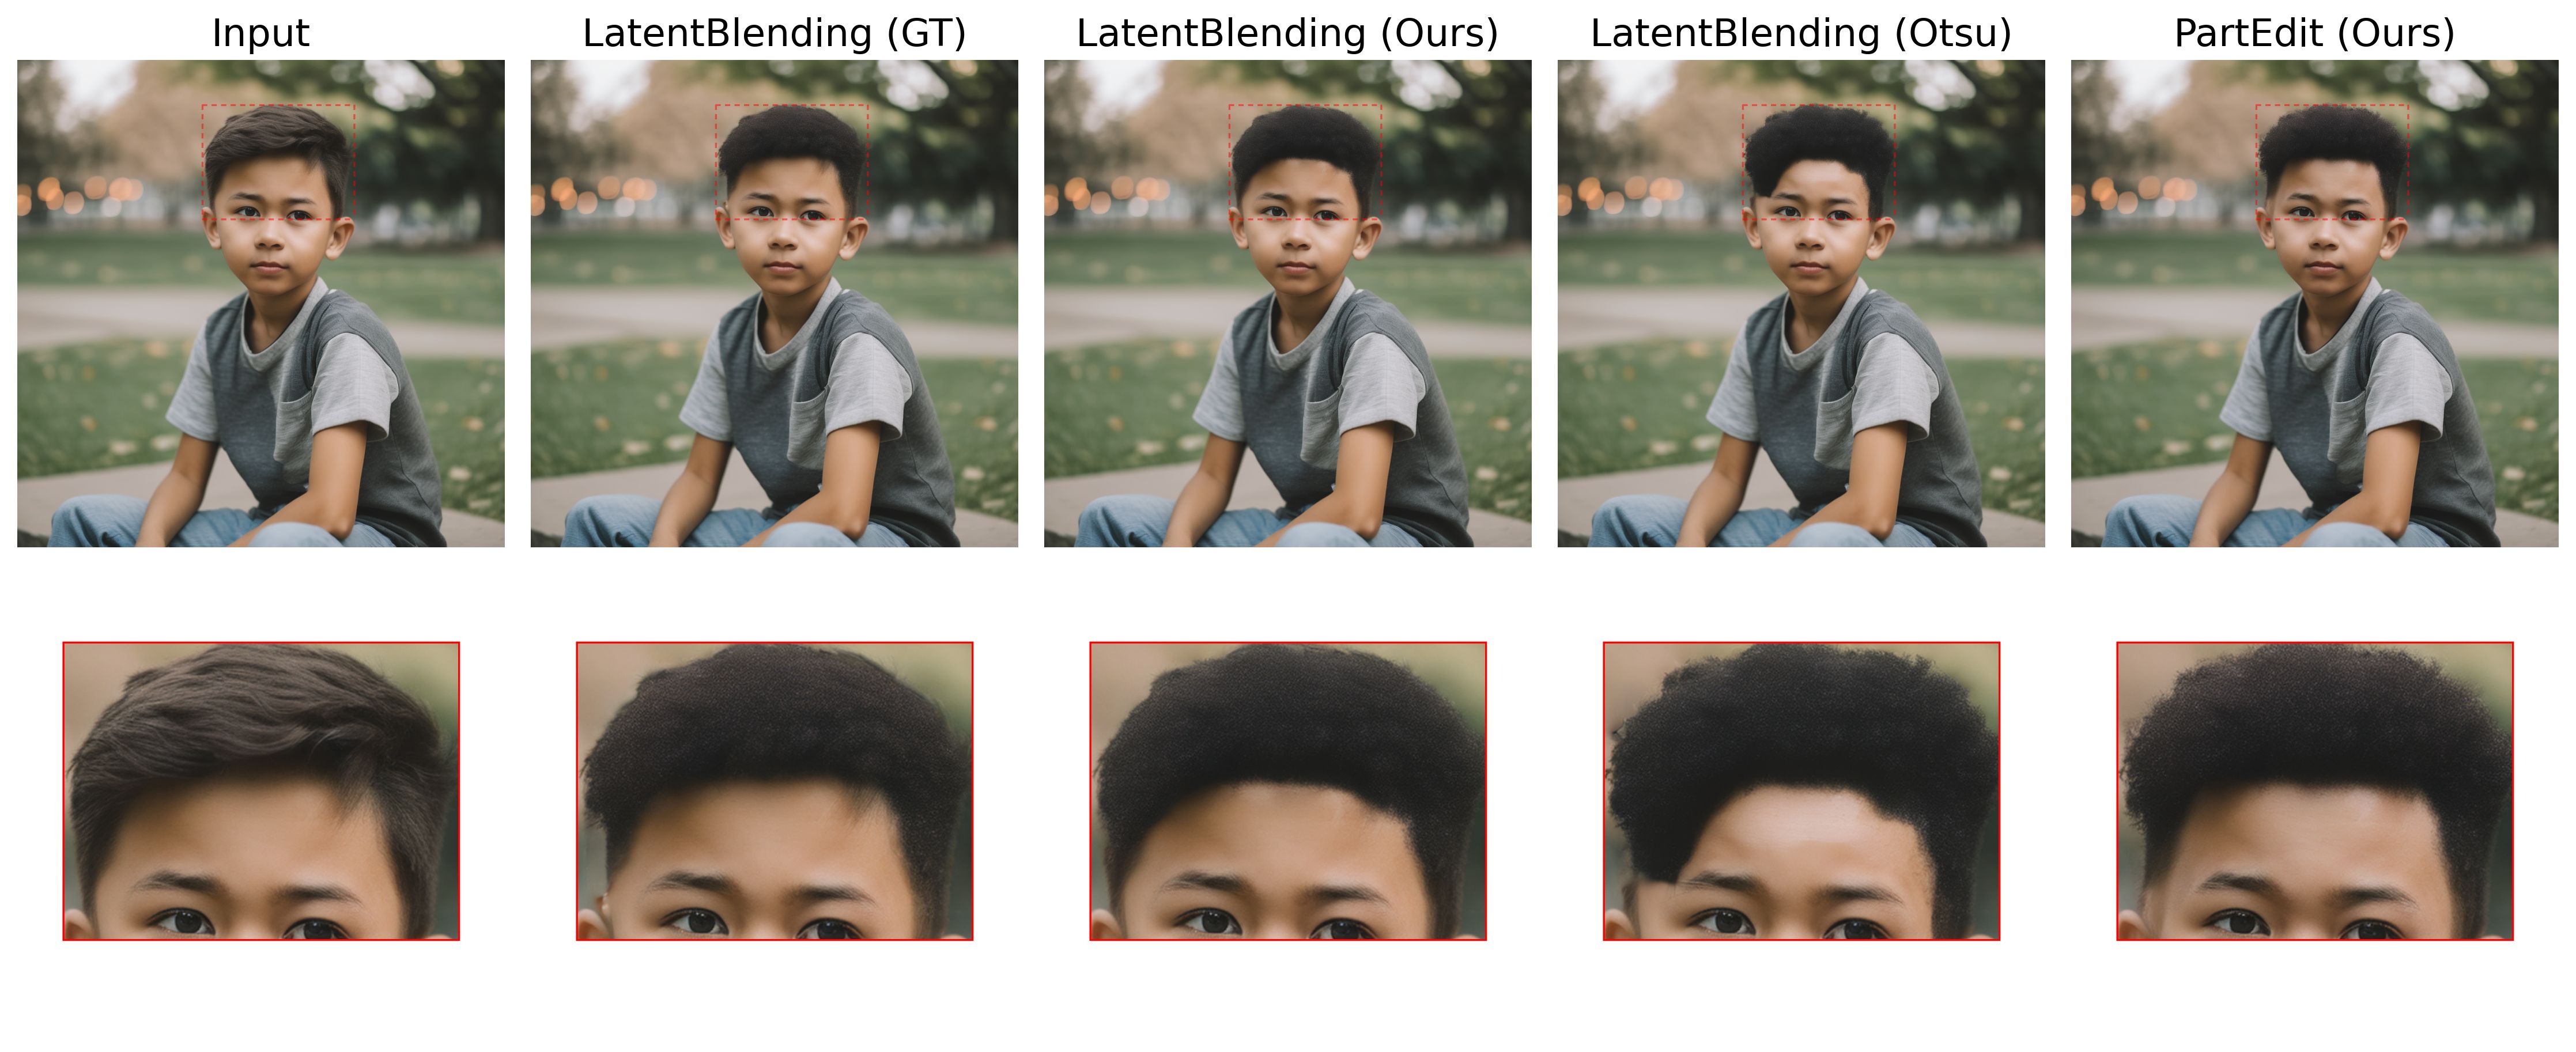 Input
LatentBlending (GT)
LatentBlending (Ours)
LatentBlending (Otsu)
PartEdit (Ours)